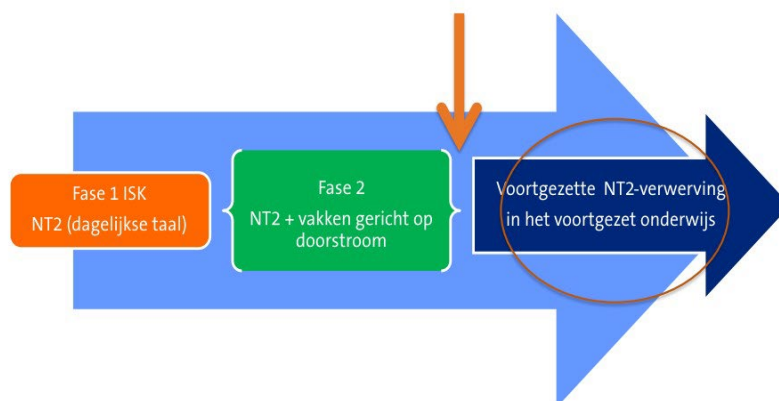 Fase 1 ISK
NT2 (dagelijkse taal)
Fase 2
NT2 + vakken gericht op
doorstroom
Voortgezette NT2-verwerving
in het voortgezet onderwijs